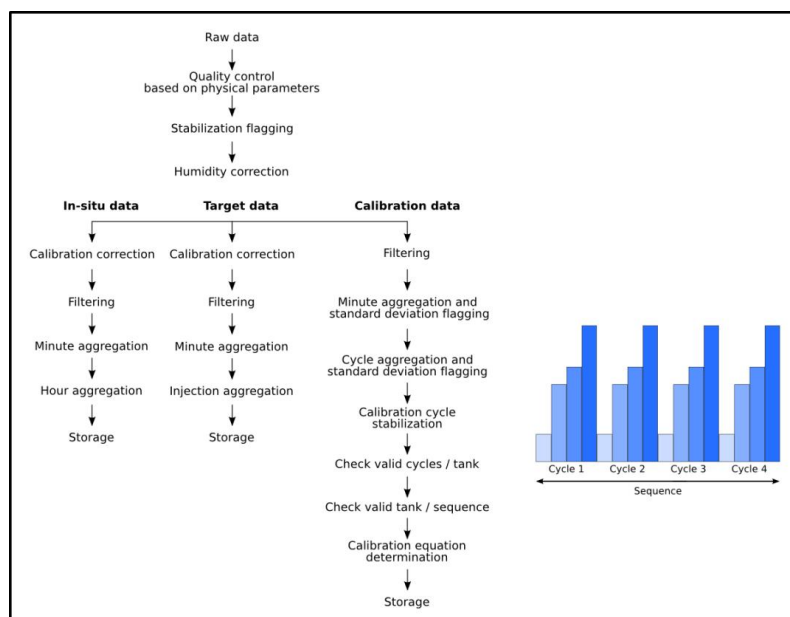 Raw data
Quality control
based on physical parameters
Stabilization flagging
Humidity correction
In-situ data
Calibration correction
Filtering
Minute aggregation
Hour aggregation
Storage
Target data
Calibration correction
Filtering
Minute aggregation
Injection aggregation
Storage
Calibration data
Filtering
Minute aggregation and
standard deviation flagging
Cycle aggregation and
standard deviation flagging
Calibration cycle
stabilization
Check valid cycles / tank
Check valid tank / sequence
Calibration equation
determination
Storage
Cycle 1
Cycle 2
Cycle 3
Cycle 4
Sequence